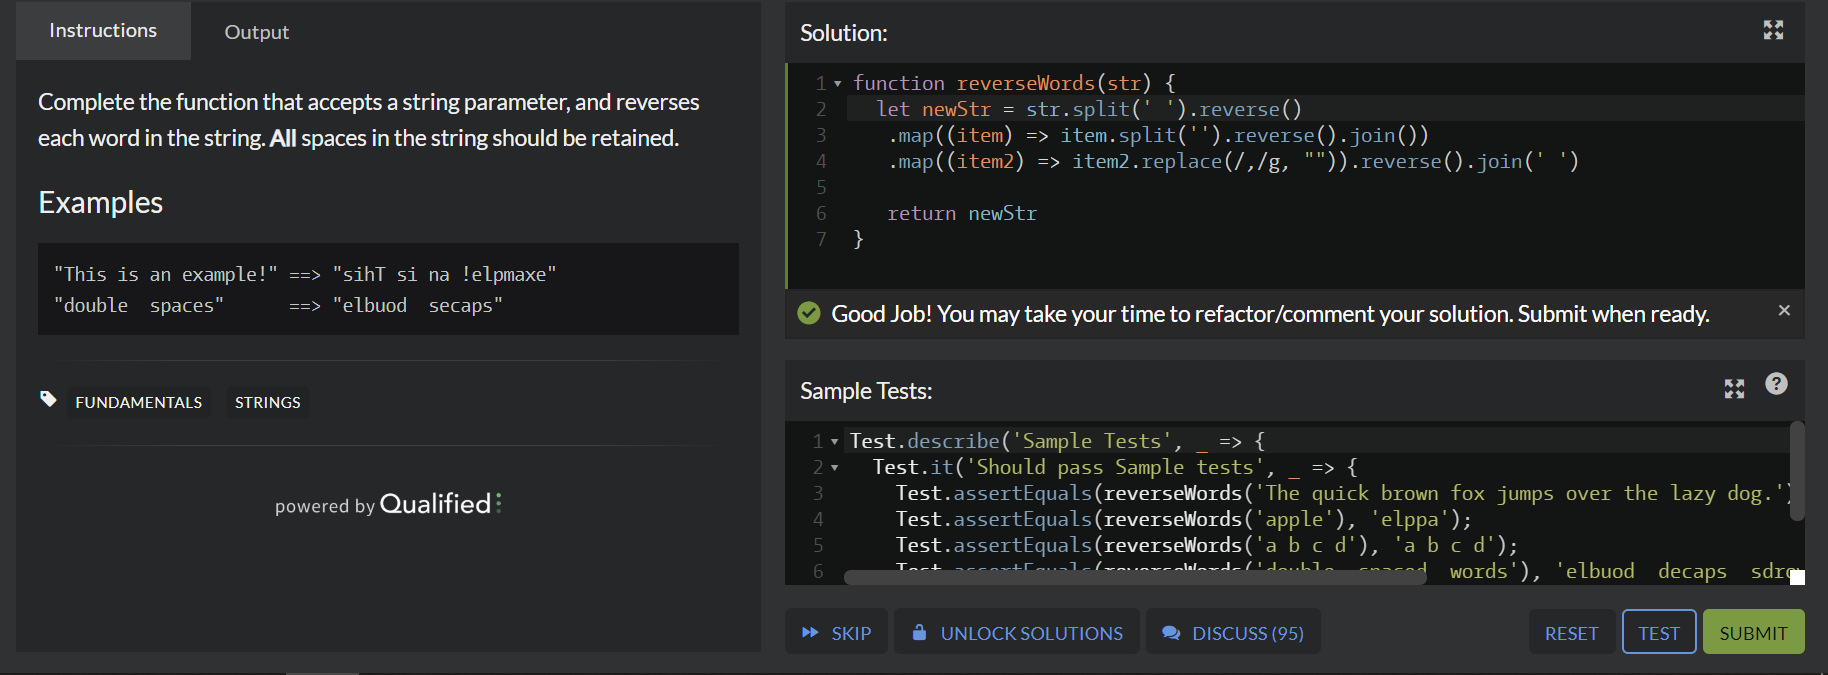 Instructions
Output
Complete the function that accepts a string parameter, and reverses
each word in the string. All spaces in the string should be retained.
Examples
"This is an example!" ==> "sihT si na !elpmaxe"
"double  spaces"      ==> "elbuod  secaps"
FUNDAMENTALS
STRINGS
powered by Qualified
Solution:
1 function reverseWords(str) {
2   let newStr = str.split(' ').reverse()
3    .map((item) => item.split('').reverse().join())
4    .map((item2) => item2.replace(/,/g, "")).reverse().join(' ')
5
6    return newStr
7 }
Good Job! You may take your time to refactor/comment your solution. Submit when ready.
Sample Tests:
1 Test.describe('Sample Tests', _ => {
2   Test.it('Should pass Sample tests', _ => {
3     Test.assertEquals(reverseWords('The quick brown fox jumps over the lazy dog.')
4     Test.assertEquals(reverseWords('apple'), 'elppa');
5     Test.assertEquals(reverseWords('a b c d'), 'a b c d');
6     Test.assertEquals(reverseWords('double  spaced  words'), 'elbuod  decaps  sdro
SKIP
UNLOCK SOLUTIONS
DISCUSS (95)
RESET
TEST
SUBMIT